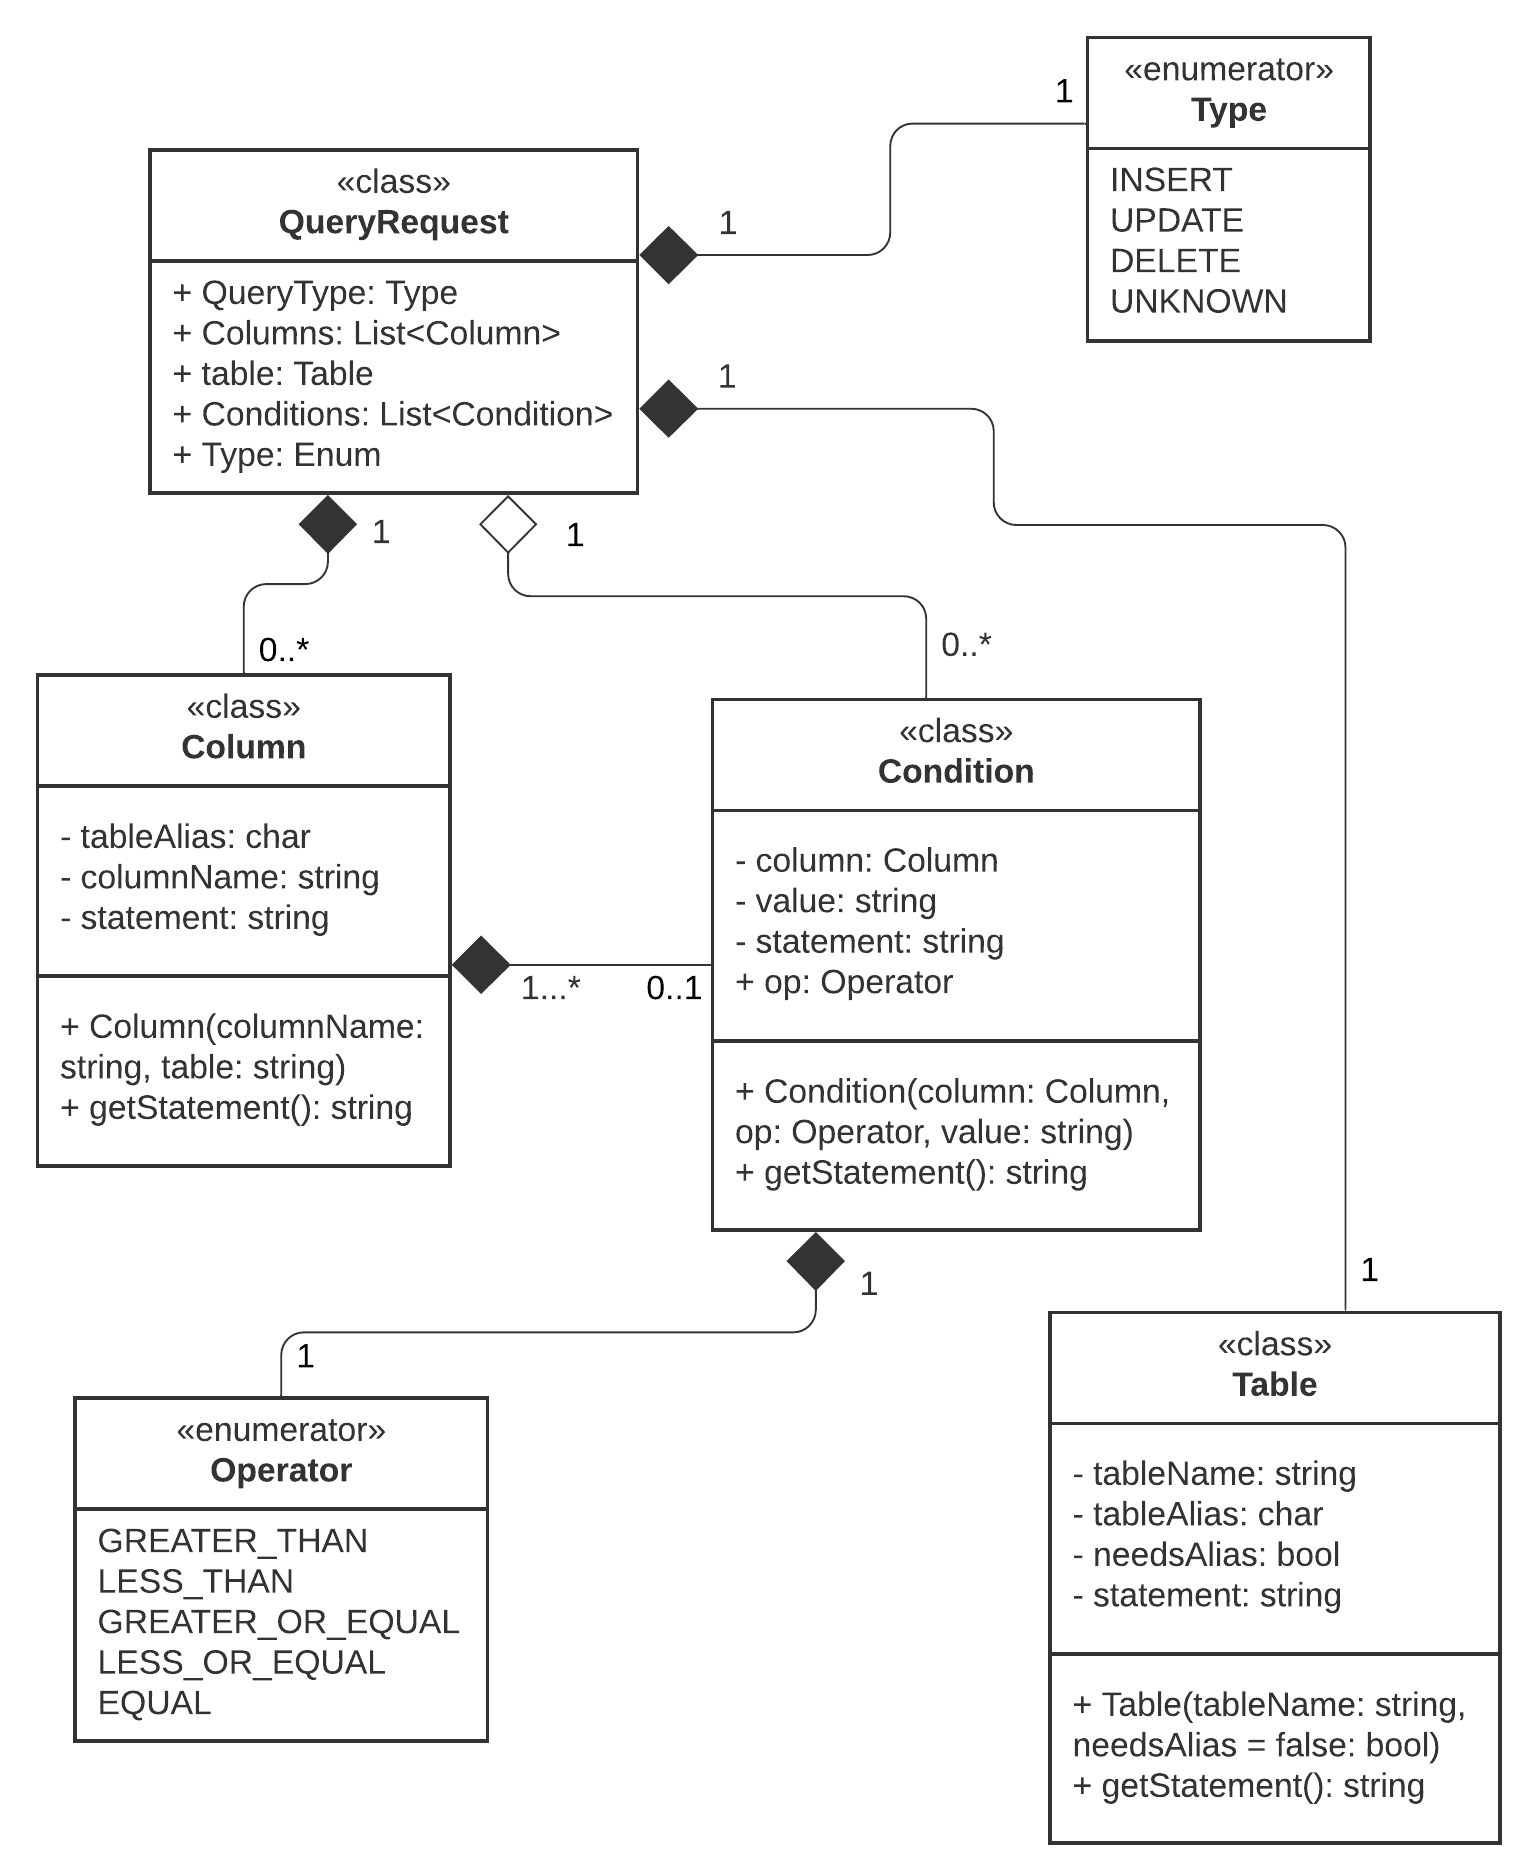 «enumerator»
Type
INSERT
UPDATE
DELETE
UNKNOWN
1
«class»
QueryRequest
+ QueryType: Type
+ Columns: List<Column>
+ table: Table
+ Conditions: List<Condition>
+ Type: Enum
1
1
1
1
0..*
0..*
«class»
Column
- tableAlias: char
- columnName: string
- statement: string
+ Column(columnName:
string, table: string)
+ getStatement(): string
1...*
0..1
«class»
Condition
- column: Column
- value: string
- statement: string
+ op: Operator
+ Condition(column: Column,
op: Operator, value: string)
+ getStatement(): string
1
1
1
«enumerator»
Operator
GREATER_THAN
LESS_THAN
GREATER_OR_EQUAL
LESS_OR_EQUAL
EQUAL
«class»
Table
- tableName: string
- tableAlias: char
- needsAlias: bool
- statement: string
+ Table(tableName: string,
needsAlias = false: bool)
+ getStatement(): string